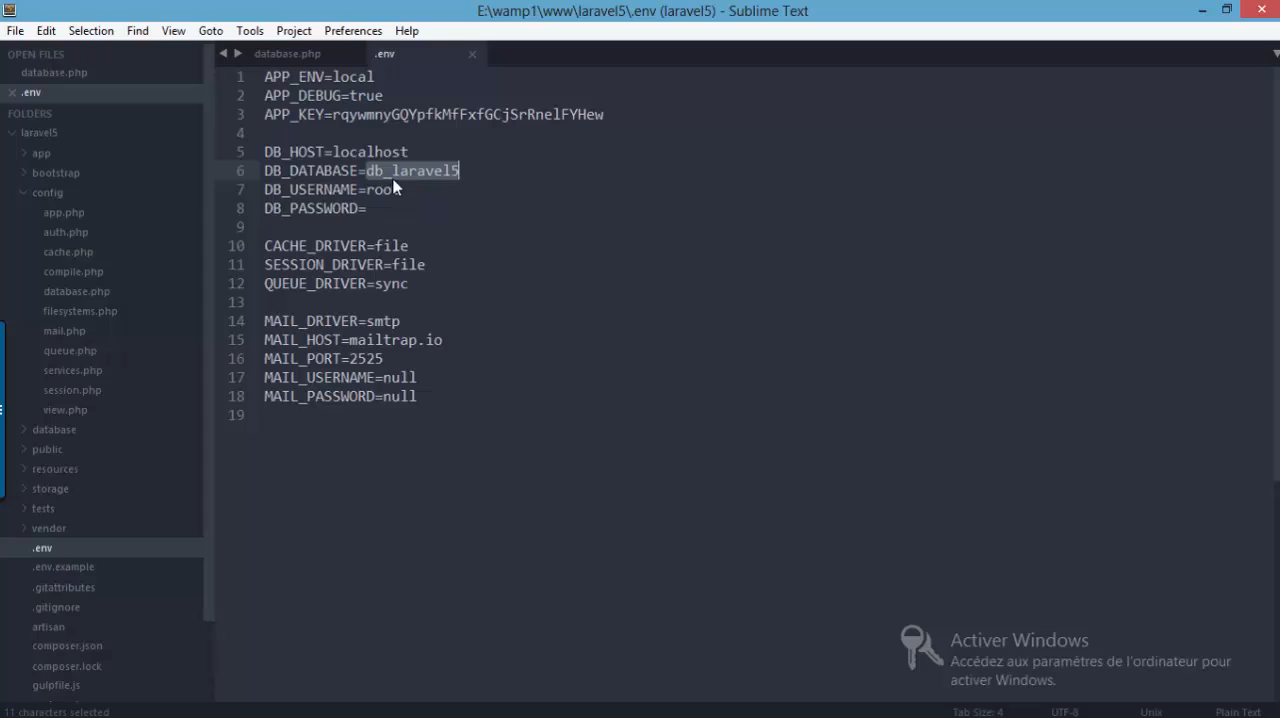 E:\wamp1\www\laravel5\.env (laravel5) - Sublime Text
File Edit Selection Find View Goto Tools Project Preferences Help
OPEN FILES
database.php
.env
FOLDERS
laravel5
app
bootstrap
config
app.php
auth.php
cache.php
compile.php
database.php
filesystems.php
mail.php
queue.php
services.php
session.php
view.php
database
public
resources
storage
tests
vendor
.env
.env.example
.gitattributes
.gitignore
artisan
composer.json
composer.lock
gulpfile.js
database.php .env
1 APP_ENV=local
2 APP_DEBUG=true
3 APP_KEY=rqywmnyGQYpfkMfFxfGCjSrRnelFYHew
4
5 DB_HOST=localhost
6 DB_DATABASE=db_laravel5
7 DB_USERNAME=root
8 DB_PASSWORD=
9
10 CACHE_DRIVER=file
11 SESSION_DRIVER=file
12 QUEUE_DRIVER=sync
13
14 MAIL_DRIVER=smtp
15 MAIL_HOST=mailtrap.io
16 MAIL_PORT=2525
17 MAIL_USERNAME=null
18 MAIL_PASSWORD=null
19
Activer Windows
Accédez aux paramètres de l'ordinateur pour
activer Windows.
11 characters selected Tab Size: 4 UTF-8 Unix Plain Text